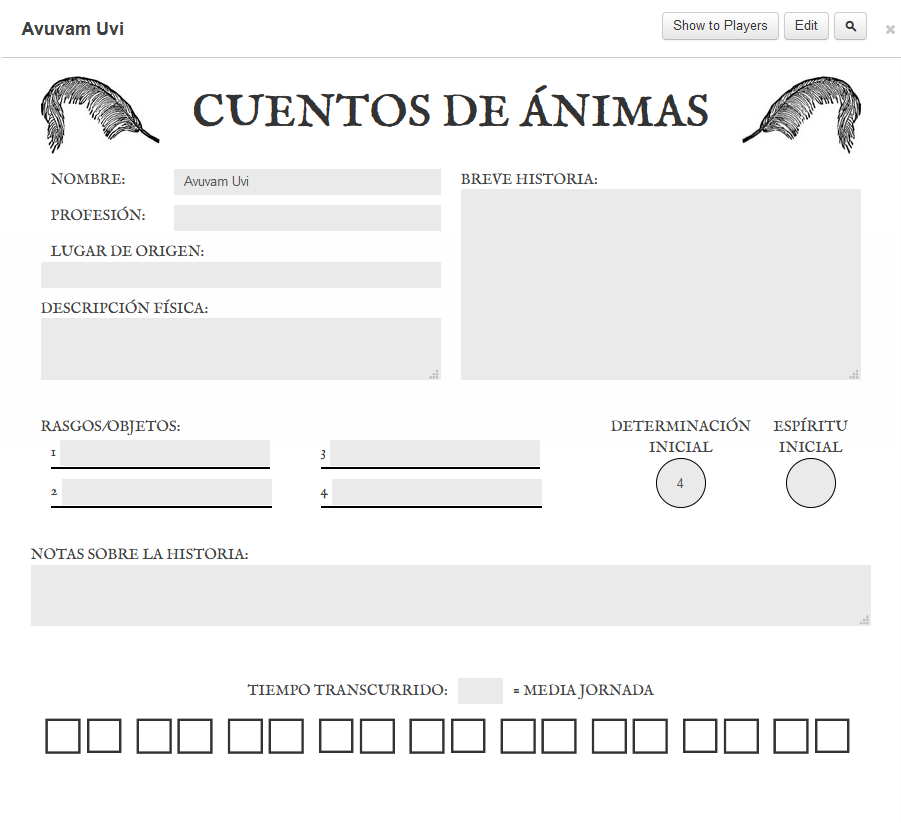 Avuvam Uvi
Show to Players Edit
CUENTOS DE ÁNIMAS
NOMBRE: Avuvam Uvi
PROFESIÓN:
LUGAR DE ORIGEN:
DESCRIPCIÓN FÍSICA:
BREVE HISTORIA:
RASGOS/OBJETOS:
1
2
3
4
DETERMINACIÓN
INICIAL
4
ESPÍRITU
INICIAL
NOTAS SOBRE LA HISTORIA:
TIEMPO TRANSCURRIDO: = MEDIA JORNADA